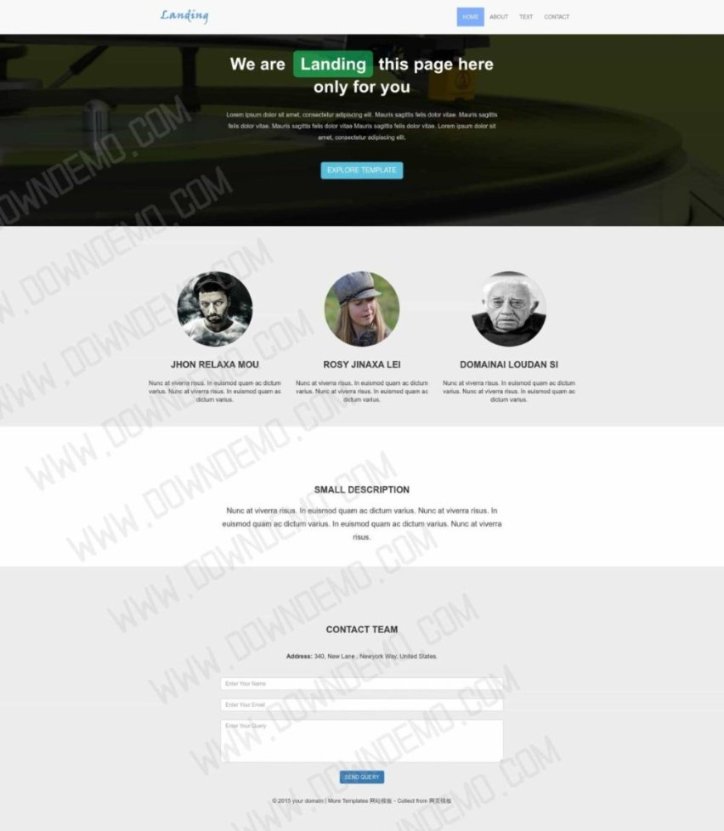 Landing
HOME ABOUT TEXT CONTACT
We are Landing this page here
only for you
Lorem ipsum dolor sit amet, consectetur adipiscing elit. Mauris sagittis felis dolor vitae. Mauris sagittis
felis dolor vitae. Mauris sagittis felis dolor vitae Mauris sagittis felis dolor vitae. Lorem ipsum dolor sit
amet, consectetur adipiscing elit.
EXPLORE TEMPLATE
JHON RELAXA MOU
Nunc at viverra risus. In euismod quam ac dictum
varius. Nunc at viverra risus. In euismod quam ac
dictum varius.
ROSY JINAXA LEI
Nunc at viverra risus. In euismod quam ac dictum
varius. Nunc at viverra risus. In euismod quam ac
dictum varius.
DOMAINAI LOUDAN SI
Nunc at viverra risus. In euismod quam ac dictum
varius. Nunc at viverra risus. In euismod quam ac
dictum varius.
SMALL DESCRIPTION
Nunc at viverra risus. In euismod quam ac dictum varius. Nunc at viverra risus. In
euismod quam ac dictum varius. In euismod quam ac dictum varius. Nunc at viverra
risus.
CONTACT TEAM
Address: 340, New Lane , Newyork Way, United States.
Enter Your Name
Enter Your Email
Enter Your Query
SEND QUERY
© 2015 your domain | More Templates 网站模板 - Collect from 网页模板
WWW.DOWNDEMO.COM